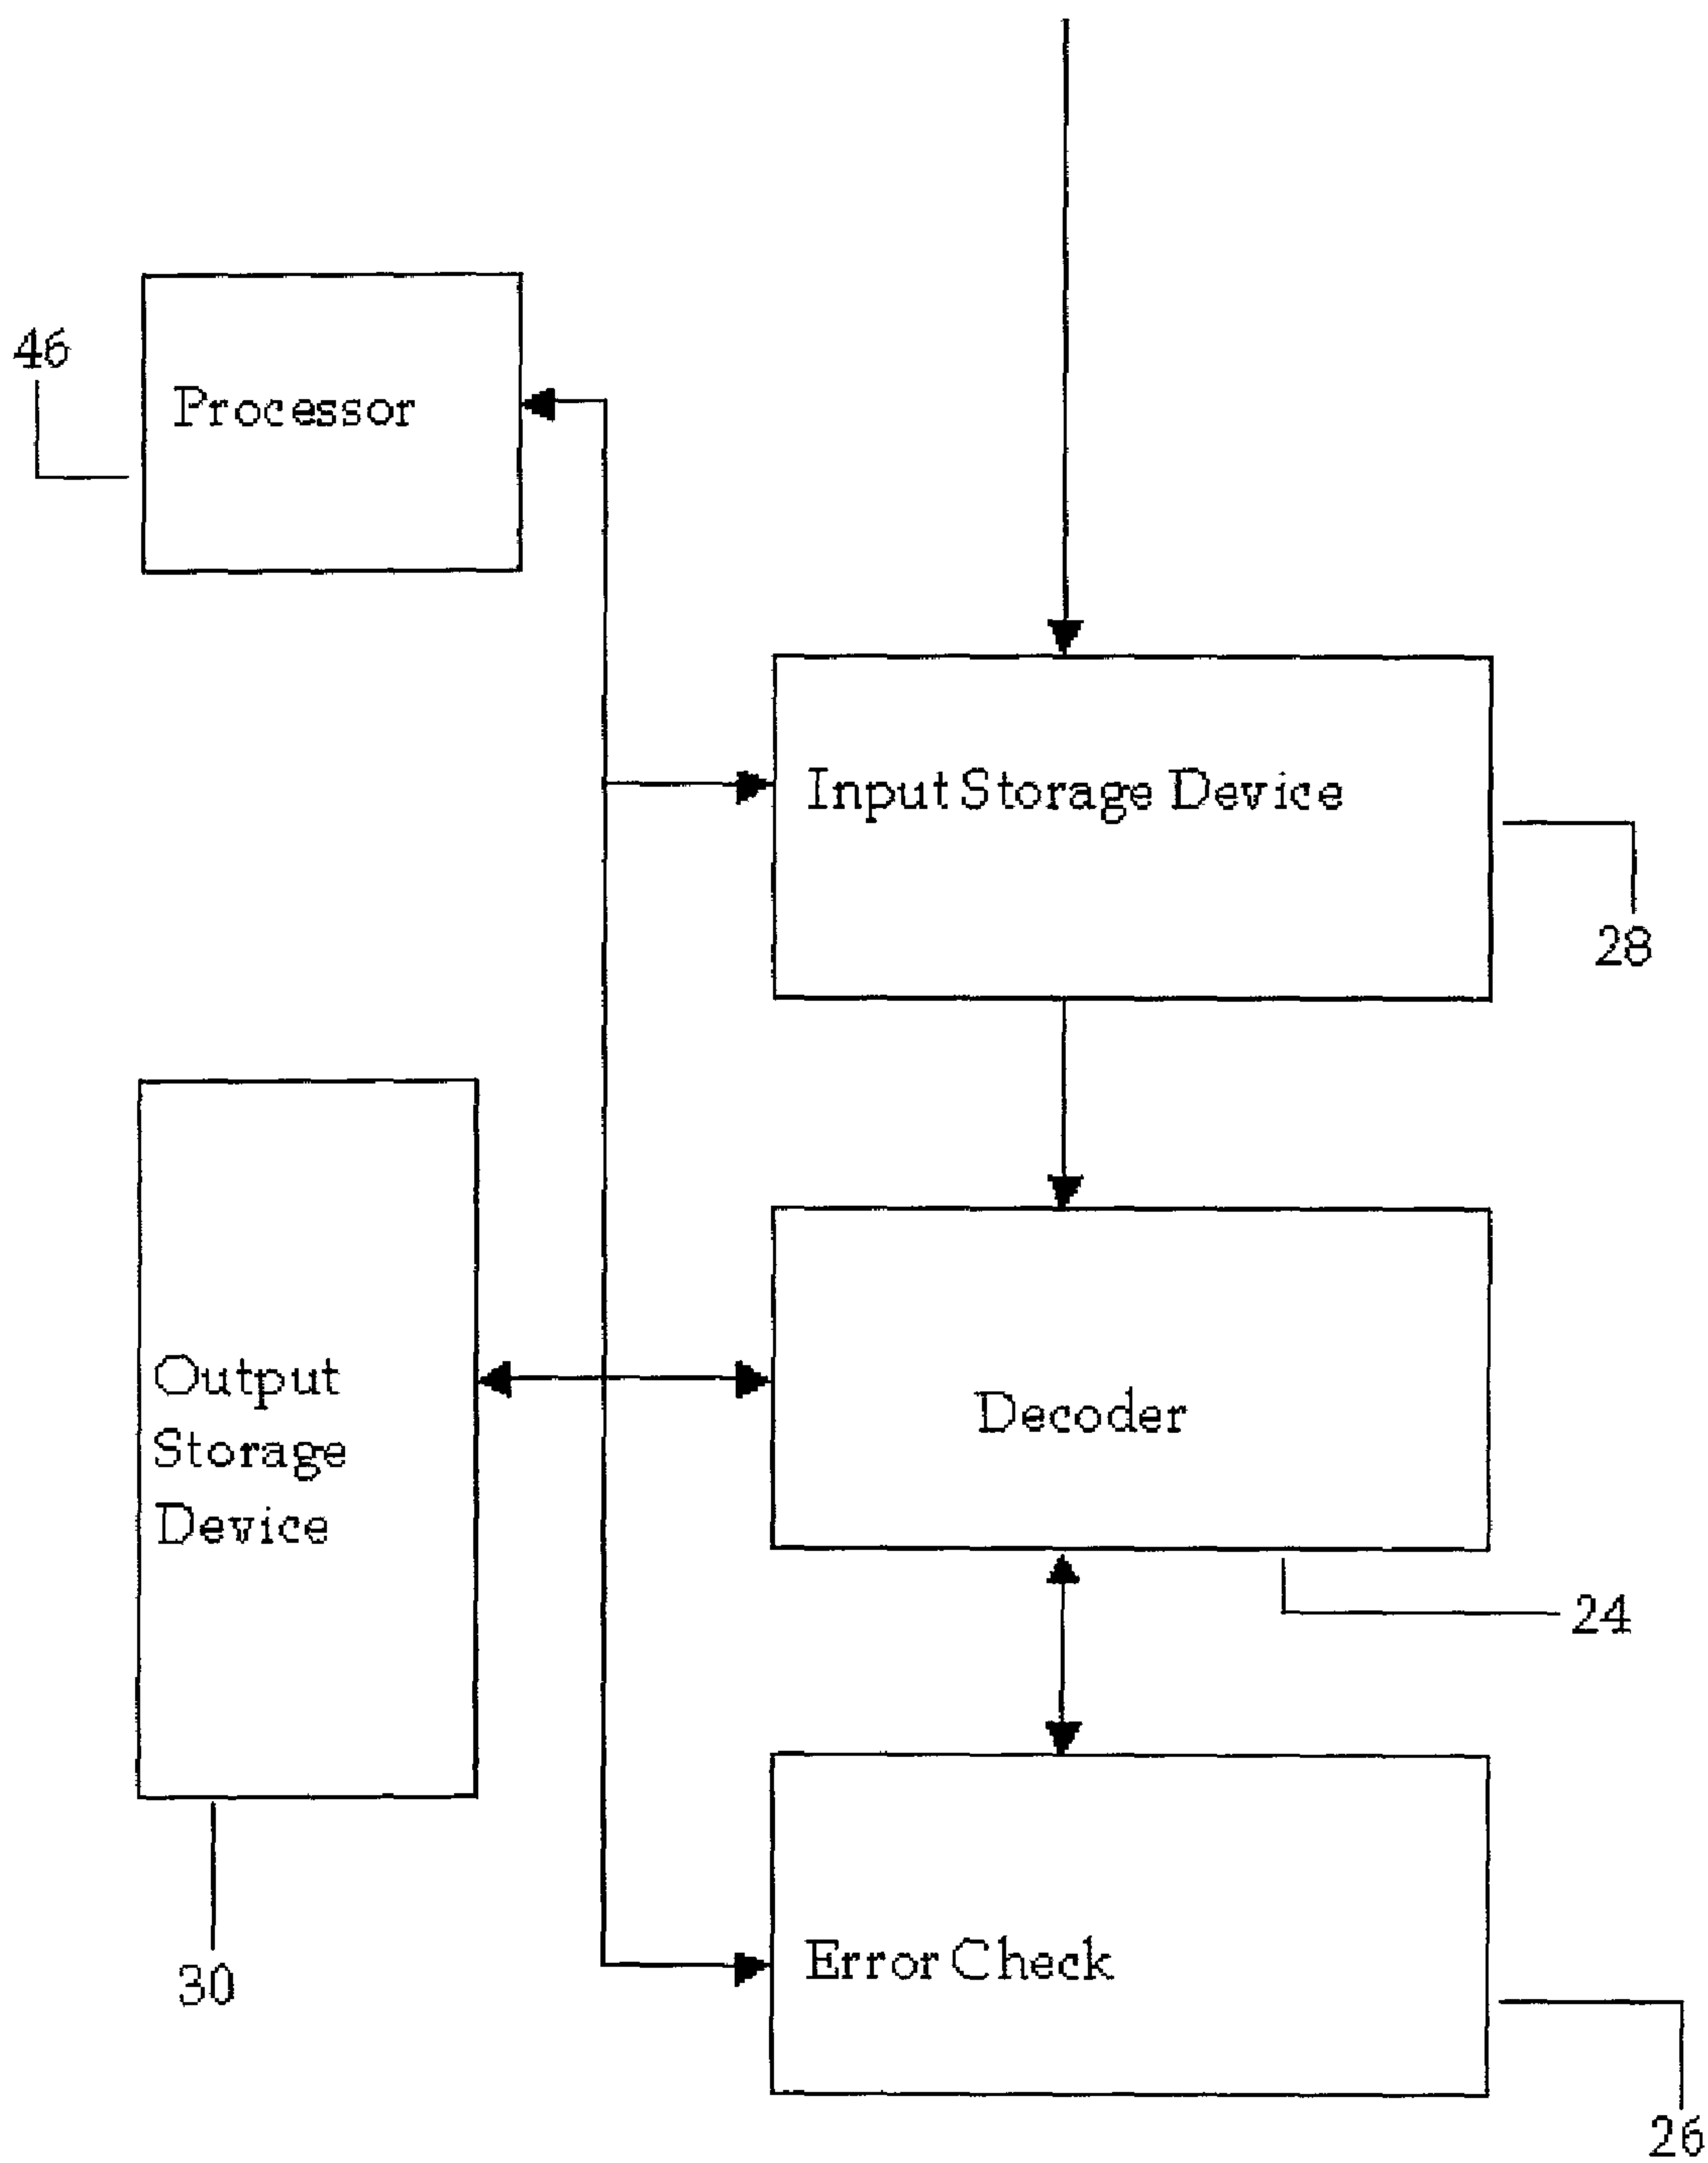 46
Processor
Input Storage Device
28
Output
Storage
Device
Decoder
24
30
Error Check
26